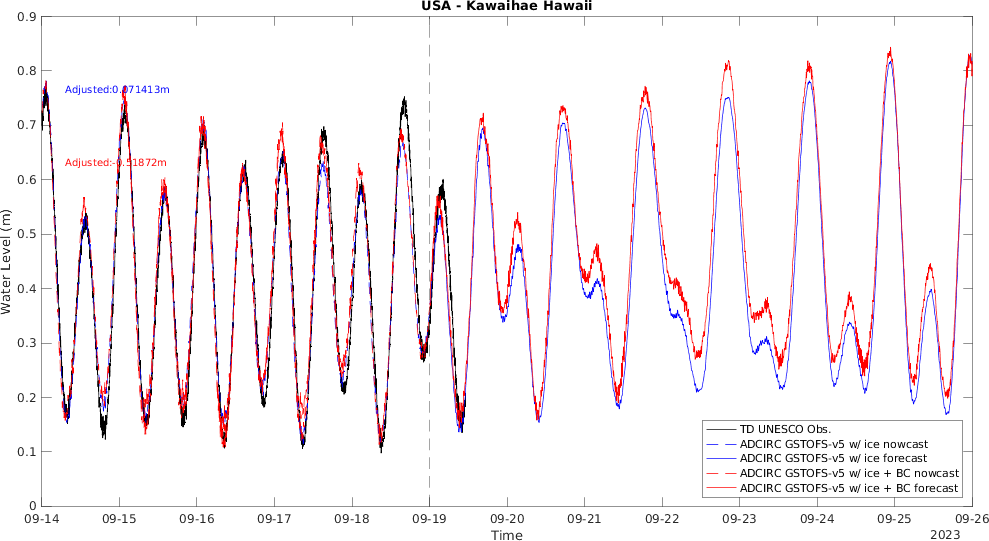 USA - Kawaihae Hawaii
0.9
0.8
0.7
0.6
0.5
0.4
0.3
0.2
0.1
0
Water Level (m)
Adjusted:0.071413m
Adjusted:-0.51872m
TD UNESCO Obs.
ADCIRC GSTOFS-v5 w/ ice nowcast
ADCIRC GSTOFS-v5 w/ ice forecast
ADCIRC GSTOFS-v5 w/ ice + BC nowcast
ADCIRC GSTOFS-v5 w/ ice + BC forecast
09-14 09-15 09-16 09-17 09-18 09-19 09-20 09-21 09-22 09-23 09-24 09-25 09-26
Time
2023